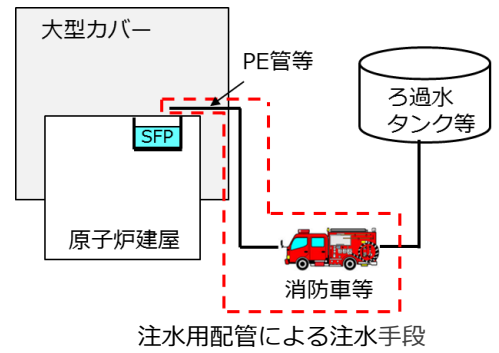 大型カバー
PE管等
ろ過水
タンク等
SFP
原子炉建屋
消防車等
注水用配管による注水手段